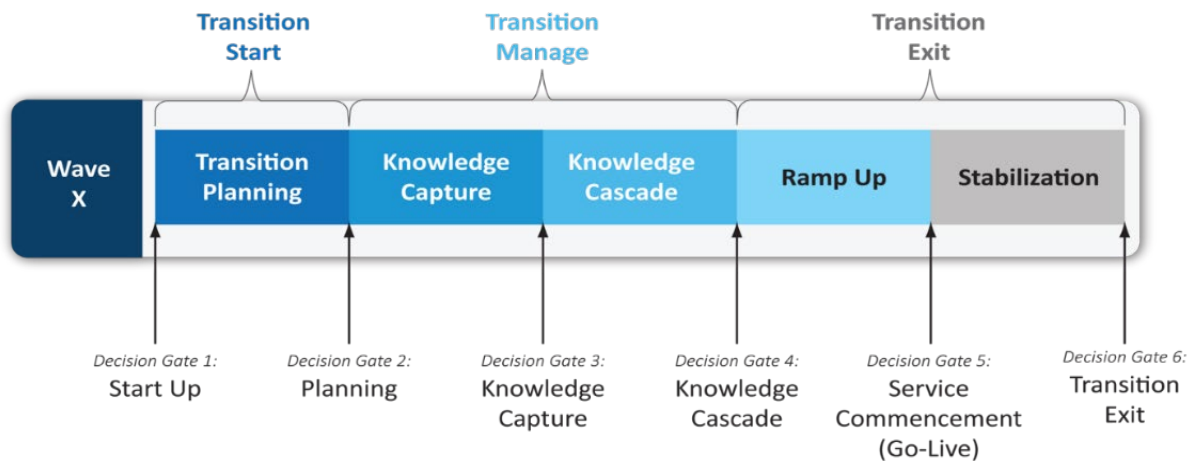 Transition
Start
Transition
Manage
Transition
Exit
Wave
X
Transition
Planning
Knowledge
Capture
Knowledge
Cascade
Ramp Up
Stabilization
Decision Gate 1:
Start Up
Decision Gate 2:
Planning
Decision Gate 3:
Knowledge
Capture
Decision Gate 4:
Knowledge
Cascade
Decision Gate 5:
Service
Commencement
(Go-Live)
Decision Gate 6:
Transition
Exit